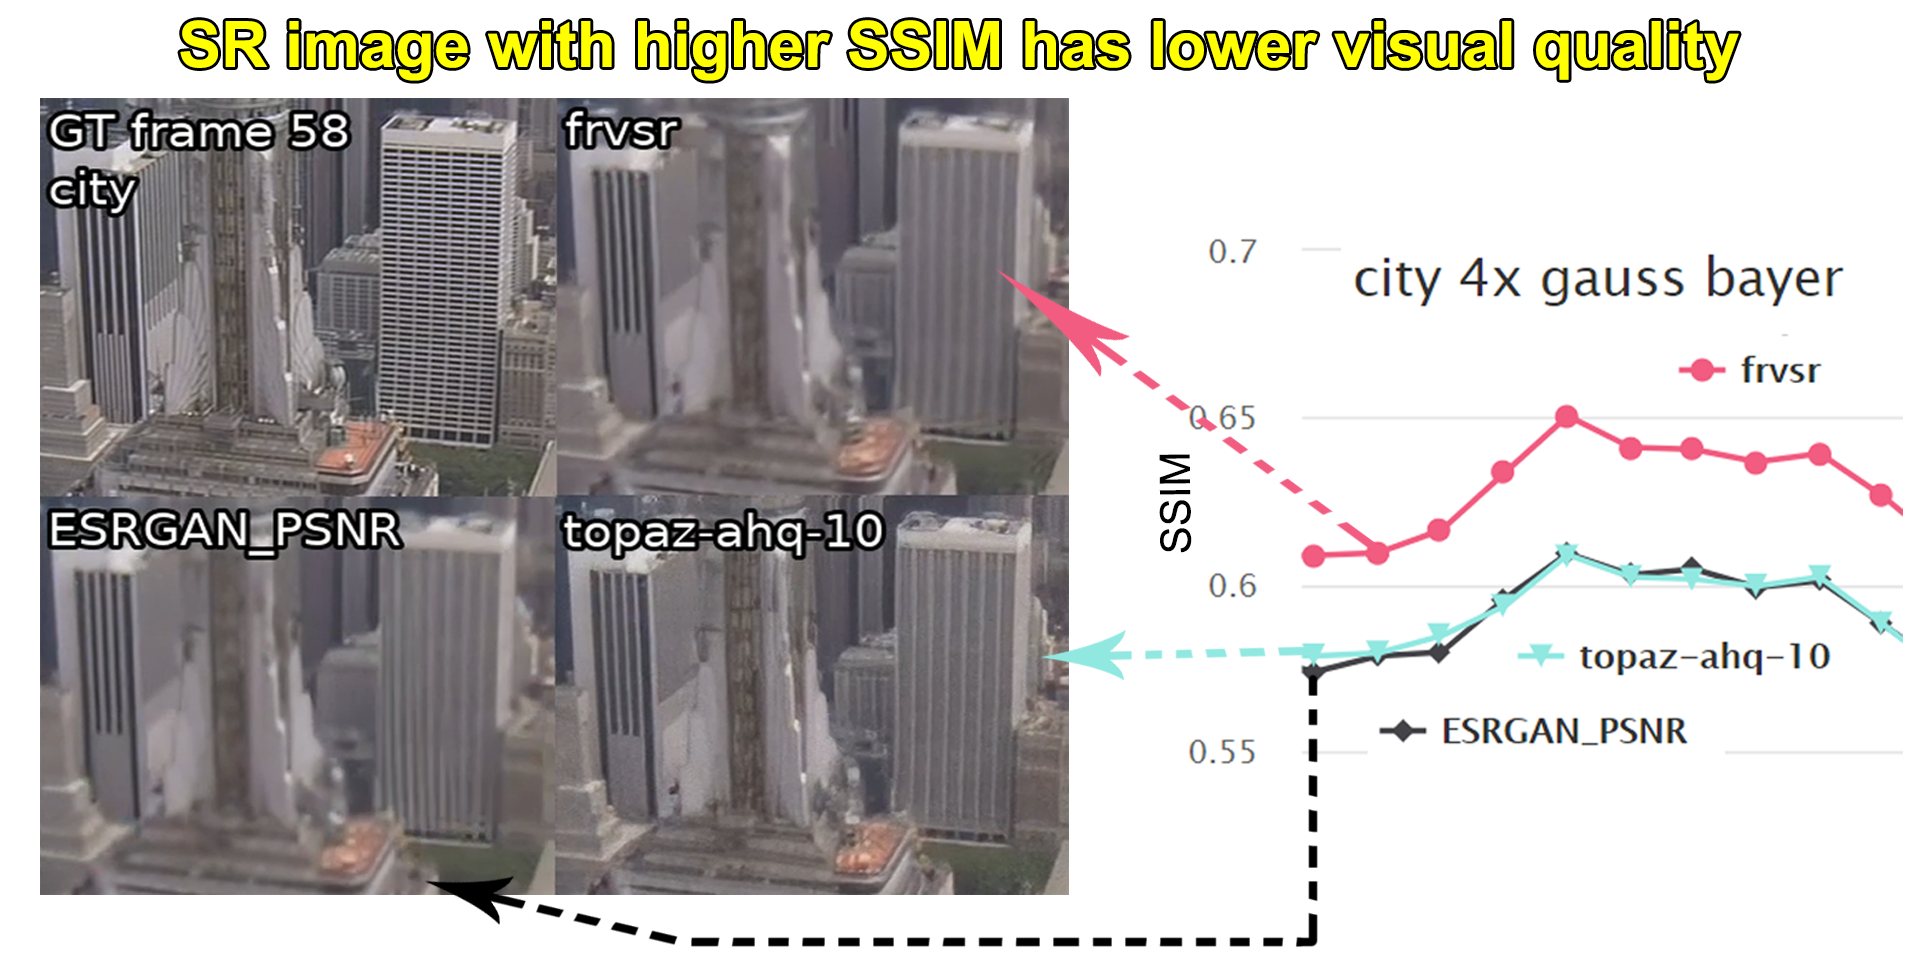 SR image with higher SSIM has lower visual quality
GT frame 58
city
frvsr
ESRGAN_PSNR
topaz-ahq-10
city 4x gauss bayer
0.7
0.65
0.6
0.55
SSIM
frvsr
topaz-ahq-10
ESRGAN_PSNR